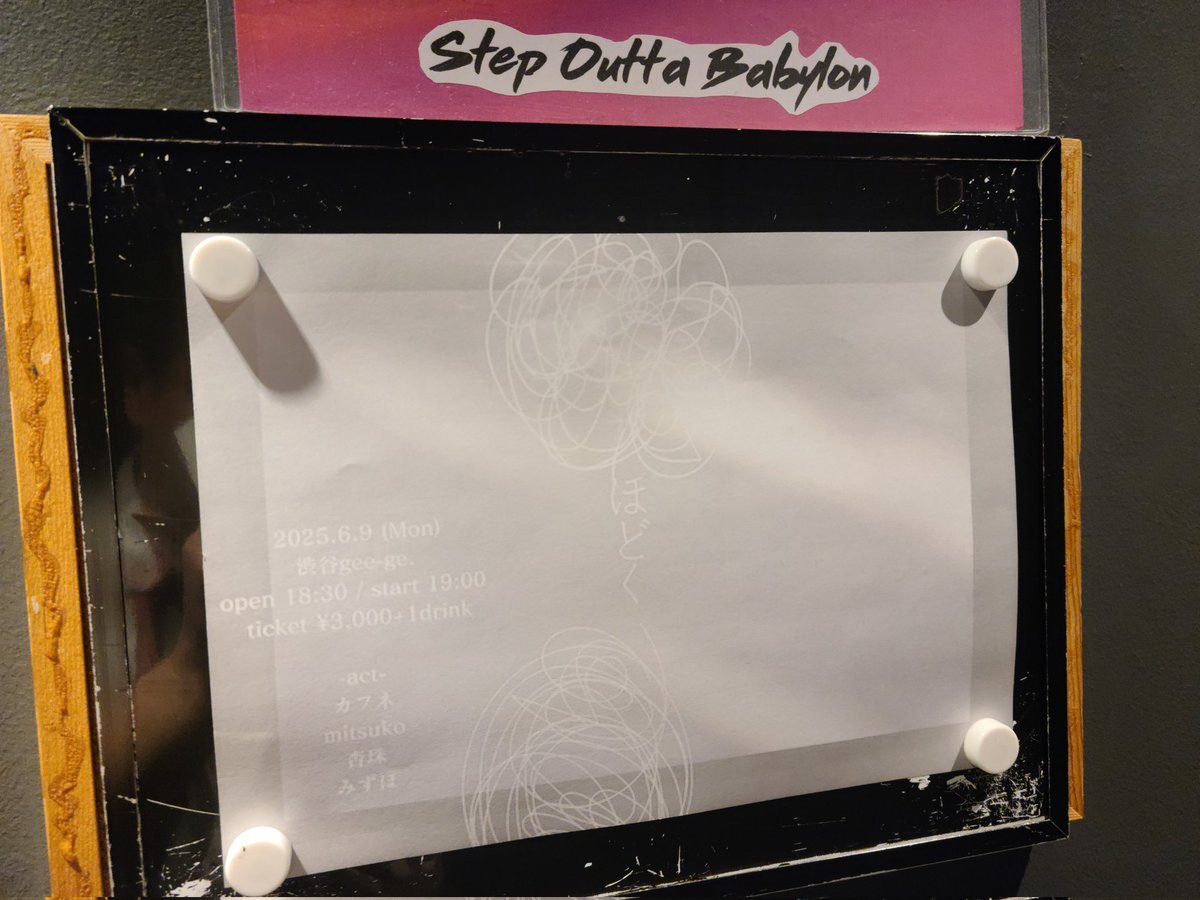 Step Outta Babylon
ほどく
2025.6.9 (Mon)
渋谷gee-ge.
open 18:30 / start 19:00
ticket ¥3,000+1drink
-act-
カフネ
mitsuko
杏珠
みずほ